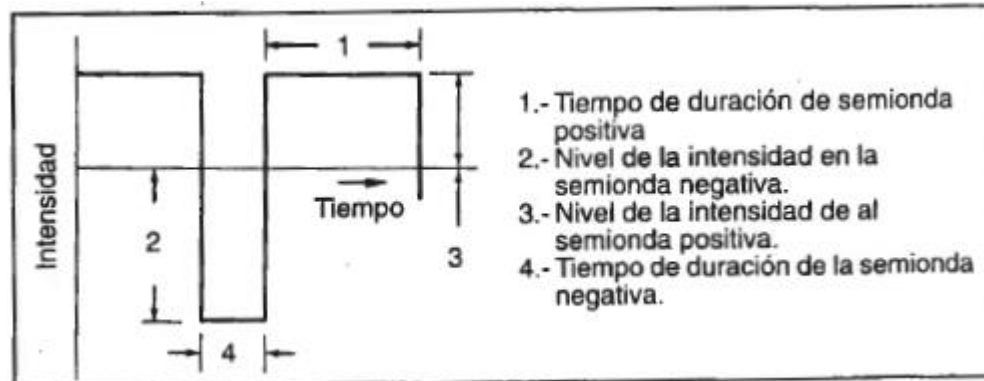 Intensidad
1
2
Tiempo
3
4
1.- Tiempo de duración de semionda
positiva
2.- Nivel de la intensidad en la
semionda negativa.
3.- Nivel de la intensidad de al
semionda positiva.
4.- Tiempo de duración de la semionda
negativa.